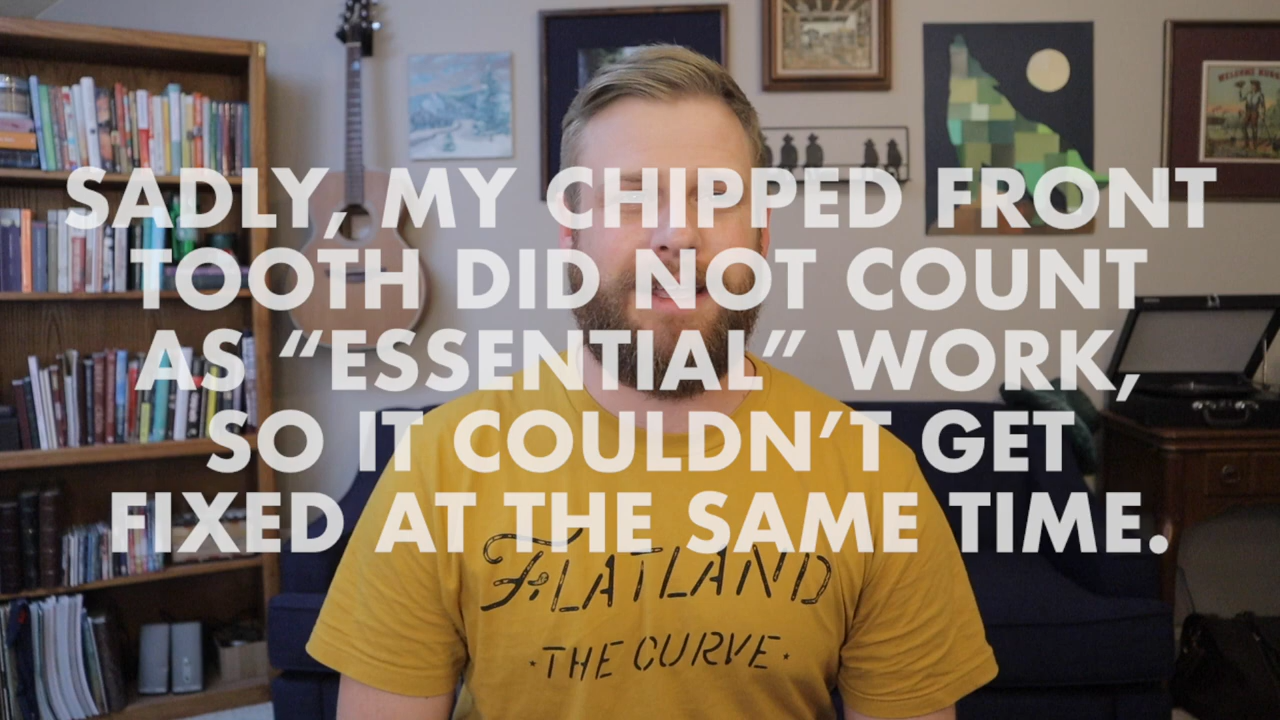 WELCOME
SADLY, MY CHIPPED FRONT
TOOTH DID NOT COUNT
AS “ESSENTIAL” WORK,
SO IT COULDN’T GET
FIXED AT THE SAME TIME.
FLATLAND
·THE CURVE·